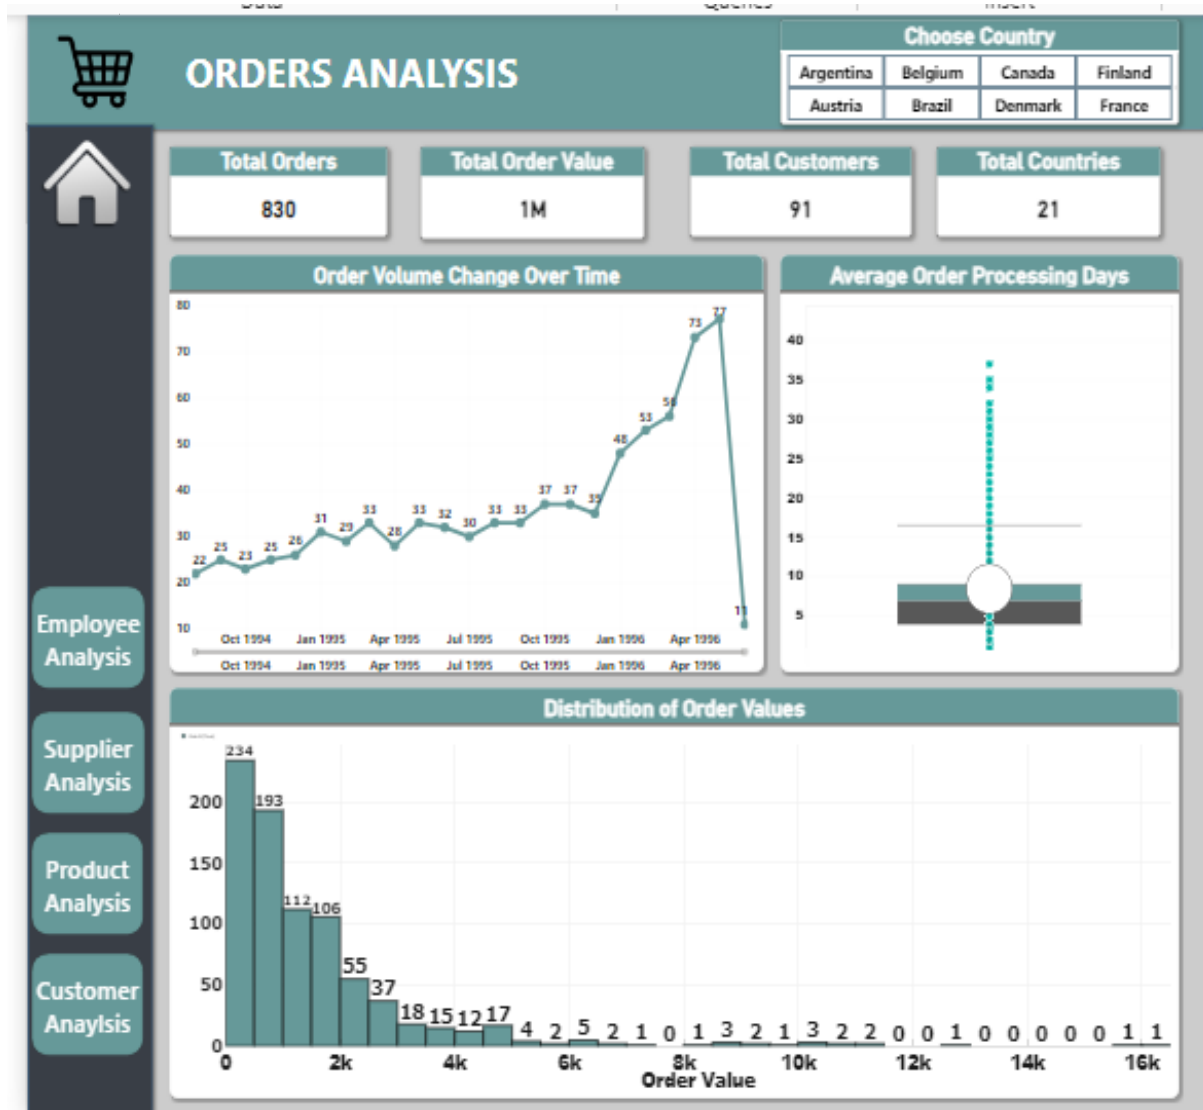 Data Queries Insert
ORDERS ANALYSIS
Choose Country
Argentina Belgium Canada Finland
Austria Brazil Denmark France
Total Orders Total Order Value Total Customers Total Countries
830 1M 91 21
Order Volume Change Over Time
80
70
60
50
40
30
20
10
22 25 23 25 26 31 29 33 28 33 32 30 33 33 37 37 35 48 53 56 73 77 11
Oct 1994 Jan 1995 Apr 1995 Jul 1995 Oct 1995 Jan 1996 Apr 1996
Oct 1994 Jan 1995 Apr 1995 Jul 1995 Oct 1995 Jan 1996 Apr 1996
Average Order Processing Days
40
35
30
25
20
15
10
5
Employee
Analysis
Supplier
Analysis
Product
Analysis
Customer
Anaylsis
Distribution of Order Values
200
150
100
50
0
234 193 112 106 55 37 18 15 12 17 4 2 5 2 1 0 1 3 2 1 3 2 2 0 0 1 0 0 0 0 0 1 1
0 2k 4k 6k 8k 10k 12k 14k 16k
Order Value